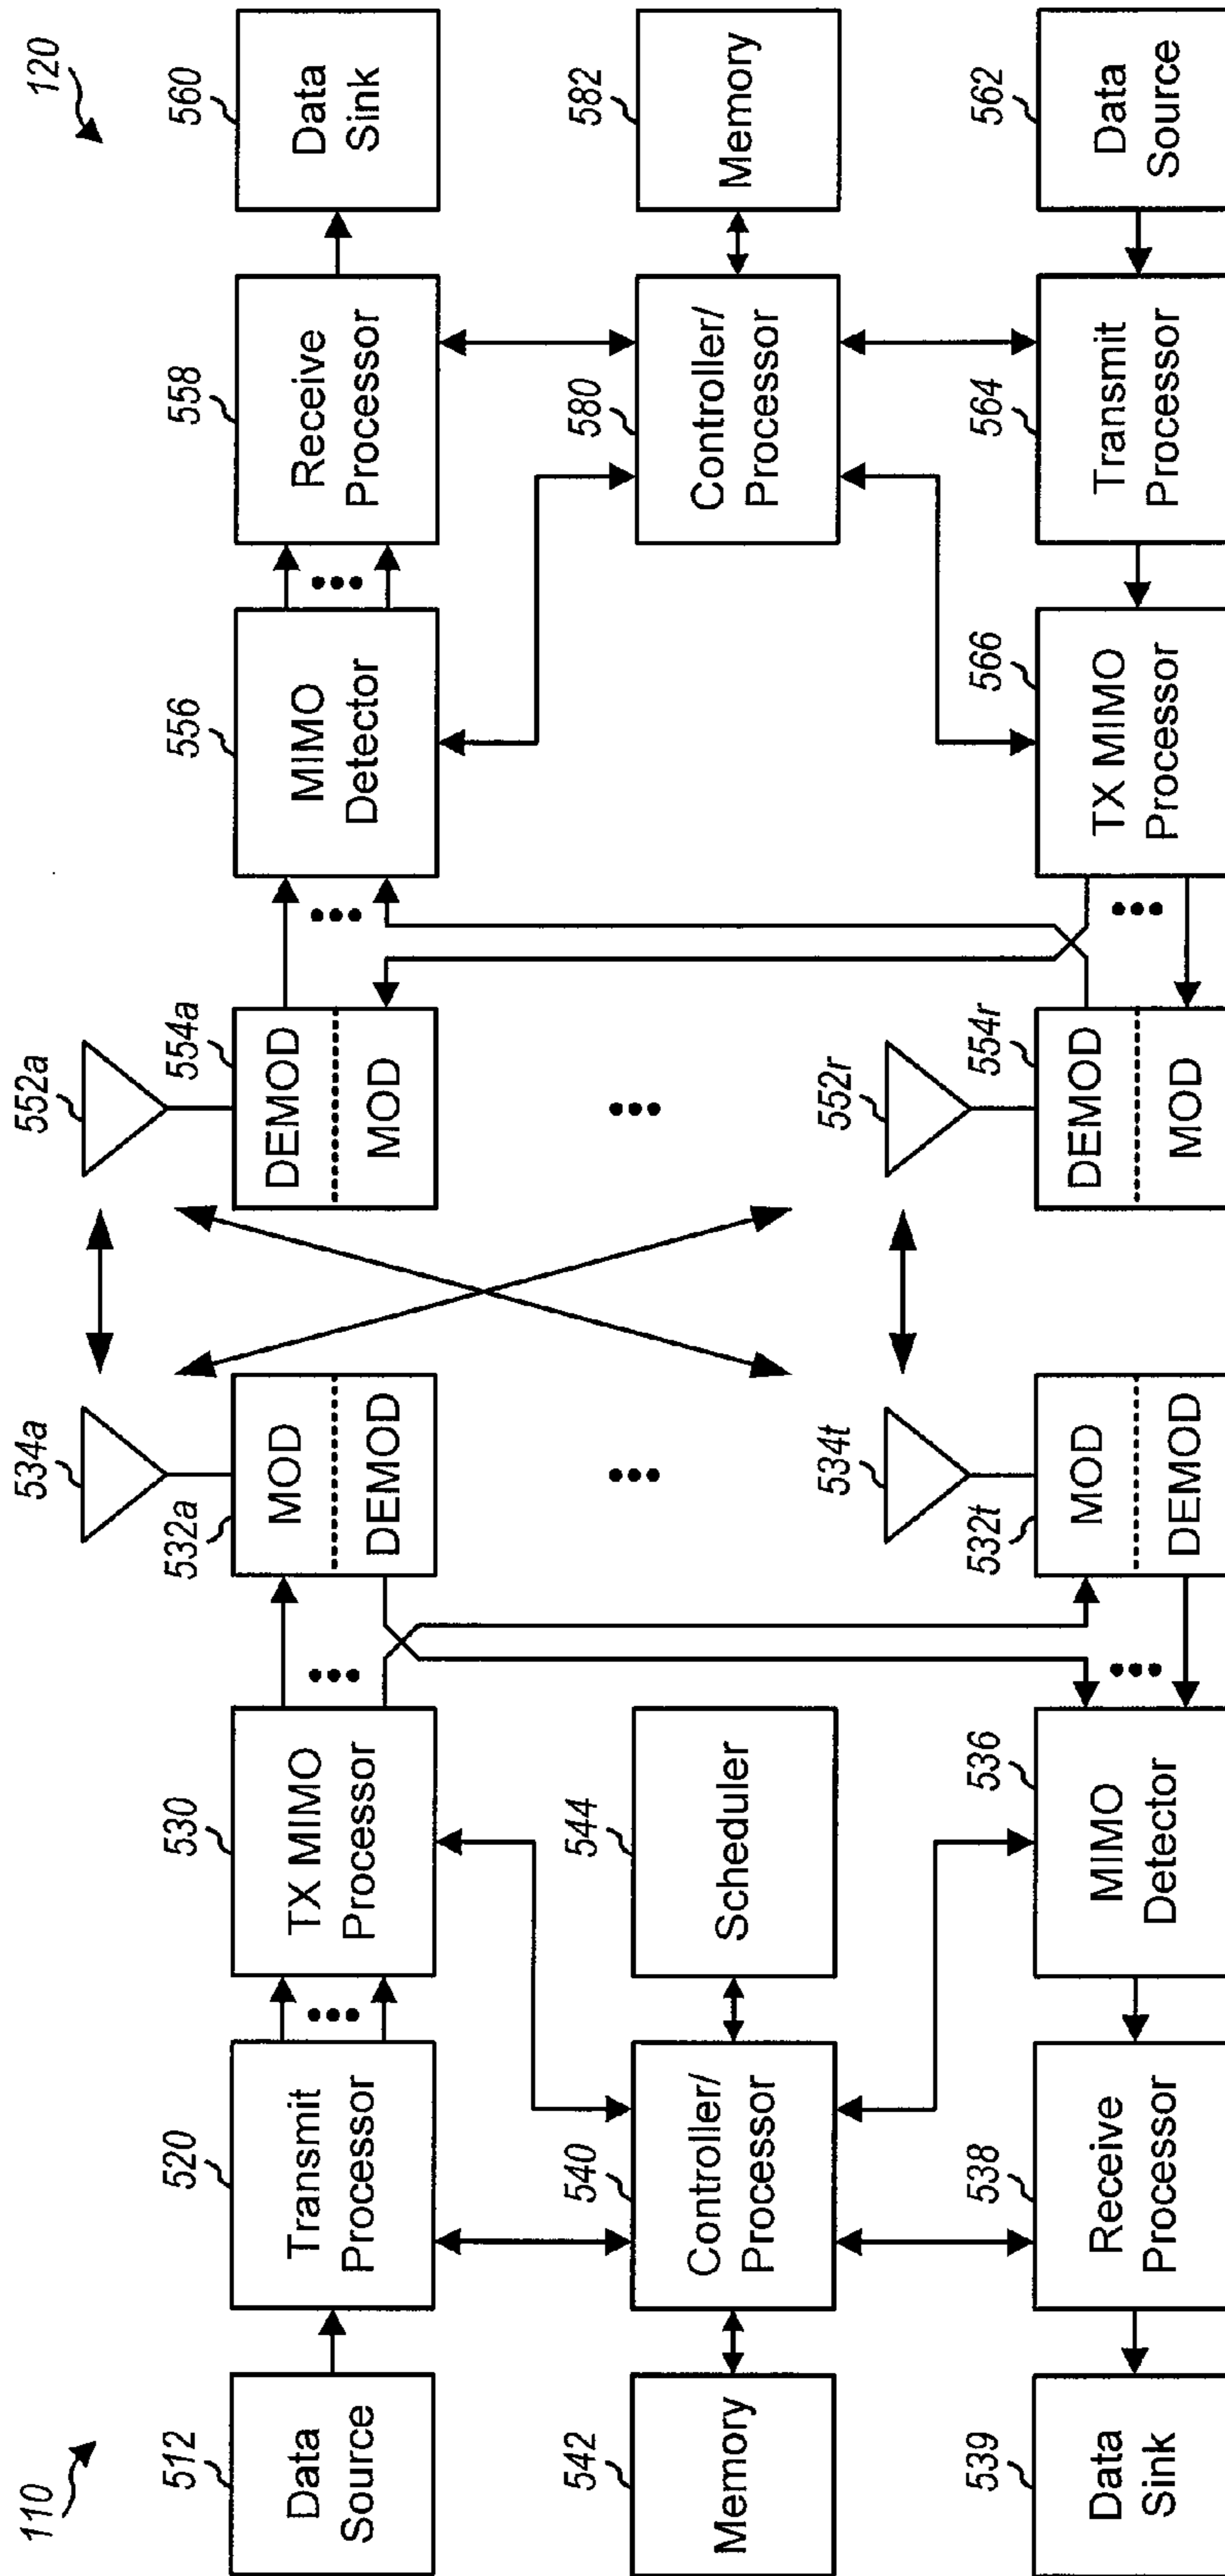 110
120
512
Data
Source
520
Transmit
Processor
530
TX MIMO
Processor
•••
•••
532a
534a
MOD
DEMOD
552a
554a
DEMOD
MOD
•••
556
MIMO
Detector
•••
558
Receive
Processor
560
Data
Sink
542
Memory
540
Controller/
Processor
544
Scheduler
•••
•••
580
Controller/
Processor
582
Memory
539
Data
Sink
538
Receive
Processor
536
MIMO
Detector
•••
532t
534t
MOD
DEMOD
552r
554r
DEMOD
MOD
•••
566
TX MIMO
Processor
564
Transmit
Processor
562
Data
Source